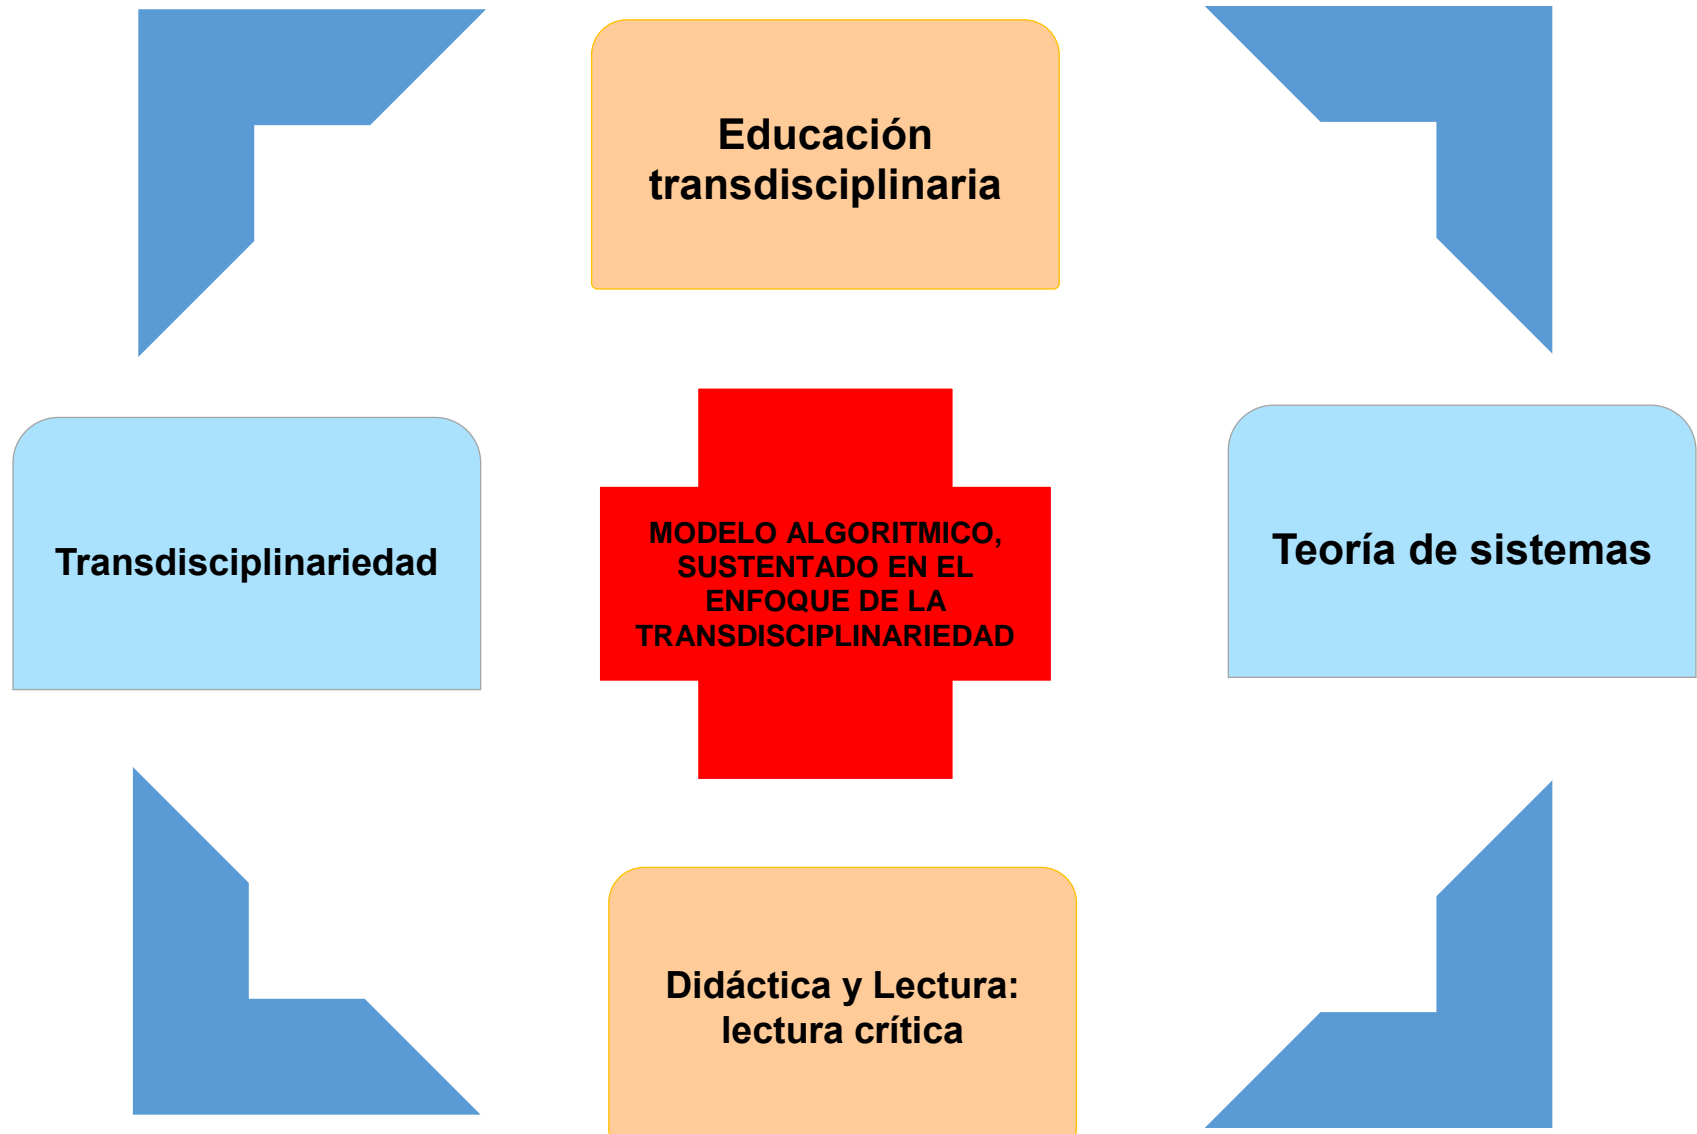 Educación
transdisciplinaria
Transdisciplinariedad
MODELO ALGORITMICO,
SUSTENTADO EN EL
ENFOQUE DE LA
TRANSDISCIPLINARIEDAD
Teoría de sistemas
Didáctica y Lectura:
lectura crítica